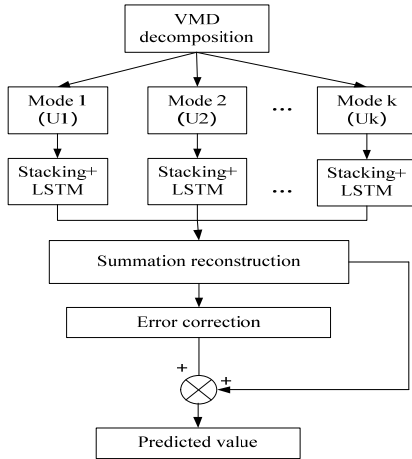 VMD
decomposition
Mode 1
(U1)
Mode 2
(U2)
...
Mode k
(Uk)
Stacking+
LSTM
Stacking+
LSTM
...
Stacking+
LSTM
Summation reconstruction
Error correction
+
+
Predicted value